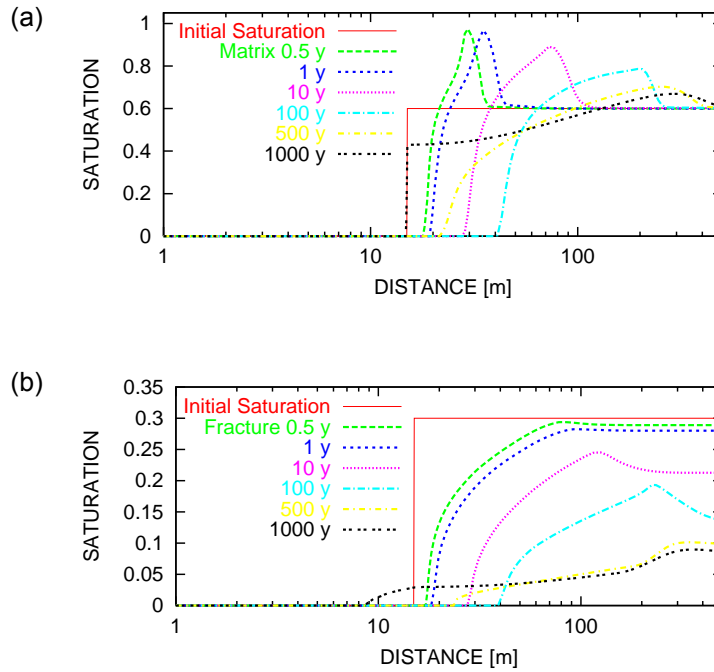 (a)
SATURATION
1
0.8
0.6
0.4
0.2
0
Initial Saturation
Matrix 0.5 y
1 y
10 y
100 y
500 y
1000 y
1
10
100
DISTANCE [m]
(b)
SATURATION
0.35
0.3
0.25
0.2
0.15
0.1
0.05
0
Initial Saturation
Fracture 0.5 y
1 y
10 y
100 y
500 y
1000 y
1
10
100
DISTANCE [m]